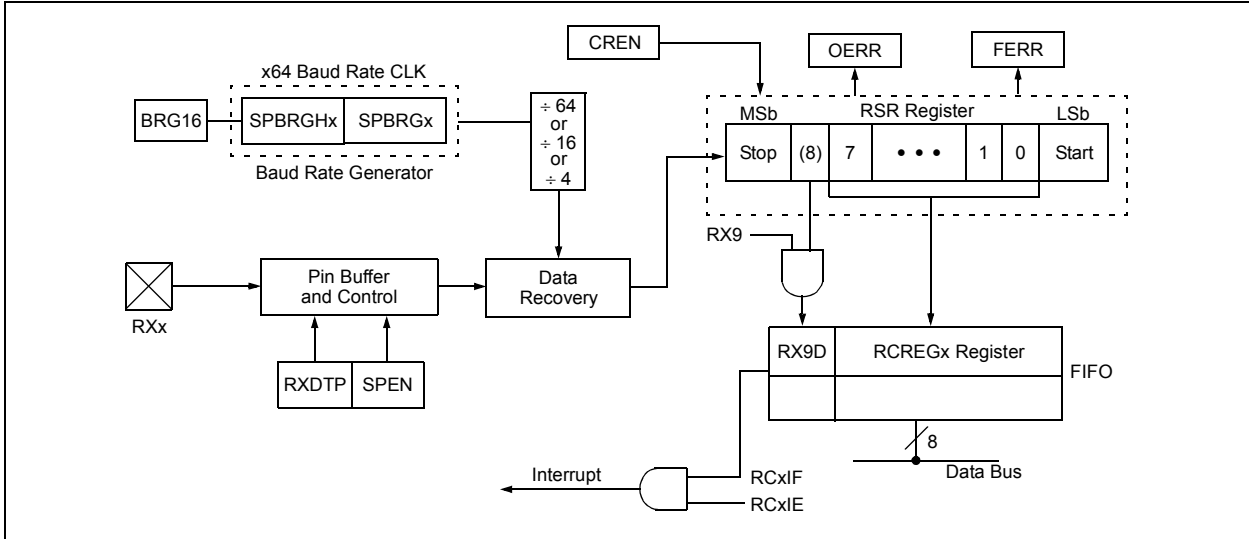 CREN
OERR
FERR
x64 Baud Rate CLK
BRG16
SPBRGHx
SPBRGx
Baud Rate Generator
÷ 64
or
÷ 16
or
÷ 4
MSb
RSR Register
LSb
Stop
(8)
7
• • •
1
0
Start
RX9
RXx
Pin Buffer
and Control
Data
Recovery
RXDTP
SPEN
RX9D
RCREGx Register
FIFO
8
Data Bus
Interrupt
RCxIF
RCxIE